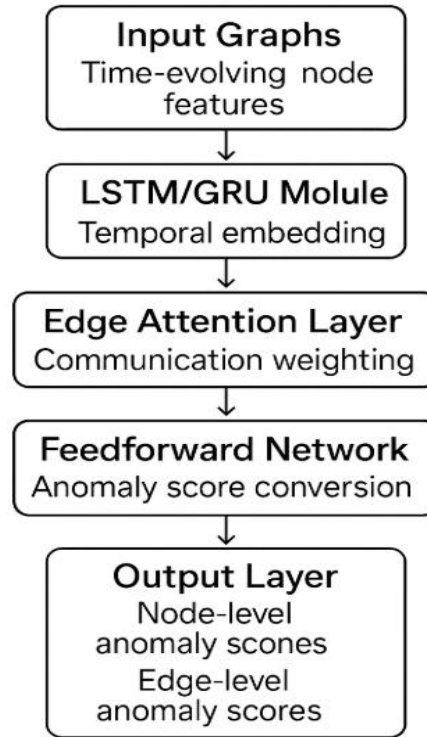 Input Graphs
Time-evolving node
features
LSTM/GRU Molule
Temporal embedding
Edge Attention Layer
Communication weighting
Feedforward Network
Anomaly score conversion
Output Layer
Node-level
anomaly scones
Edge-level
anomaly scores